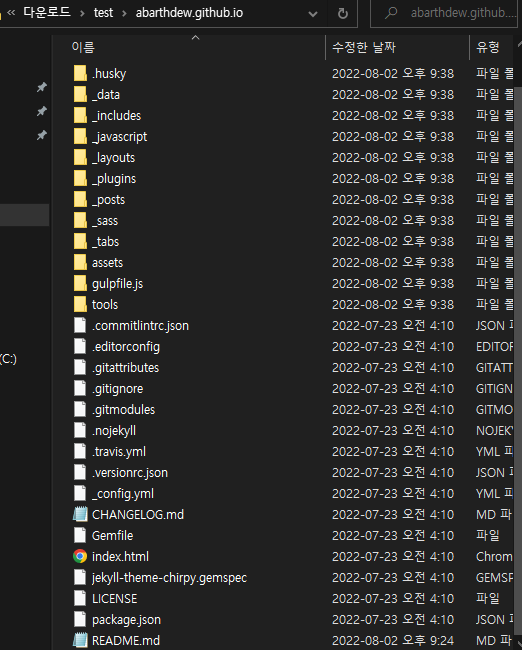 « 다운로드 › test › abarthdew.github.io
abarthdew.github....
이름 수정한 날짜 유형
.husky 2022-08-02 오후 9:38 파일 폴
_data 2022-08-02 오후 9:38 파일 폴
_includes 2022-08-02 오후 9:38 파일 폴
_javascript 2022-08-02 오후 9:38 파일 폴
_layouts 2022-08-02 오후 9:38 파일 폴
_plugins 2022-08-02 오후 9:38 파일 폴
_posts 2022-08-02 오후 9:38 파일 폴
_sass 2022-08-02 오후 9:38 파일 폴
_tabs 2022-08-02 오후 9:38 파일 폴
assets 2022-08-02 오후 9:38 파일 폴
gulpfile.js 2022-08-02 오후 9:38 파일 폴
tools 2022-08-02 오후 9:38 파일 폴
.commitlintrc.json 2022-07-23 오전 4:10 JSON 파
.editorconfig 2022-07-23 오전 4:10 EDITOR
(C:)
.gitattributes 2022-07-23 오전 4:10 GITATT
.gitignore 2022-07-23 오전 4:10 GITIGN
.gitmodules 2022-07-23 오전 4:10 GITMO
.nojekyll 2022-07-23 오전 4:10 NOJEKY
.travis.yml 2022-07-23 오전 4:10 YML 파
.versionrc.json 2022-07-23 오전 4:10 JSON 파
_config.yml 2022-07-23 오전 4:10 YML 파
CHANGELOG.md 2022-07-23 오전 4:10 MD 파
Gemfile 2022-07-23 오전 4:10 파일
index.html 2022-07-23 오전 4:10 Chrom
jekyll-theme-chirpy.gemspec 2022-07-23 오전 4:10 GEMSP
LICENSE 2022-07-23 오전 4:10 파일
package.json 2022-07-23 오전 4:10 JSON 파
README.md 2022-08-02 오후 9:24 MD 파